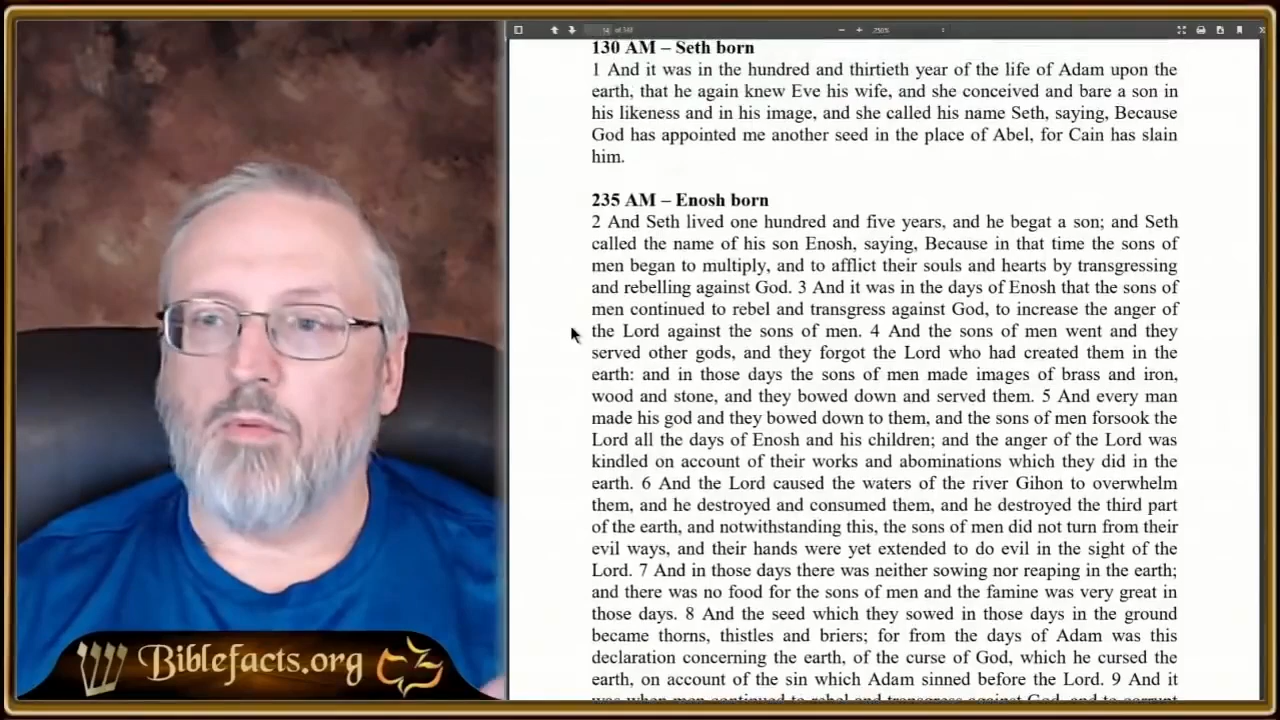 14 of 343
250%
130 AM – Seth born
1 And it was in the hundred and thirtieth year of the life of Adam upon the
earth, that he again knew Eve his wife, and she conceived and bare a son in
his likeness and in his image, and she called his name Seth, saying, Because
God has appointed me another seed in the place of Abel, for Cain has slain
him.
235 AM – Enosh born
2 And Seth lived one hundred and five years, and he begat a son; and Seth
called the name of his son Enosh, saying, Because in that time the sons of
men began to multiply, and to afflict their souls and hearts by transgressing
and rebelling against God. 3 And it was in the days of Enosh that the sons of
men continued to rebel and transgress against God, to increase the anger of
the Lord against the sons of men. 4 And the sons of men went and they
served other gods, and they forgot the Lord who had created them in the
earth: and in those days the sons of men made images of brass and iron,
wood and stone, and they bowed down and served them. 5 And every man
made his god and they bowed down to them, and the sons of men forsook the
Lord all the days of Enosh and his children; and the anger of the Lord was
kindled on account of their works and abominations which they did in the
earth. 6 And the Lord caused the waters of the river Gihon to overwhelm
them, and he destroyed and consumed them, and he destroyed the third part
of the earth, and notwithstanding this, the sons of men did not turn from their
evil ways, and their hands were yet extended to do evil in the sight of the
Lord. 7 And in those days there was neither sowing nor reaping in the earth;
and there was no food for the sons of men and the famine was very great in
those days. 8 And the seed which they sowed in those days in the ground
became thorns, thistles and briers; for from the days of Adam was this
declaration concerning the earth, of the curse of God, which he cursed the
earth, on account of the sin which Adam sinned before the Lord. 9 And it
was when men continued to rebel and transgress against God, and to corrupt
Biblefacts.org